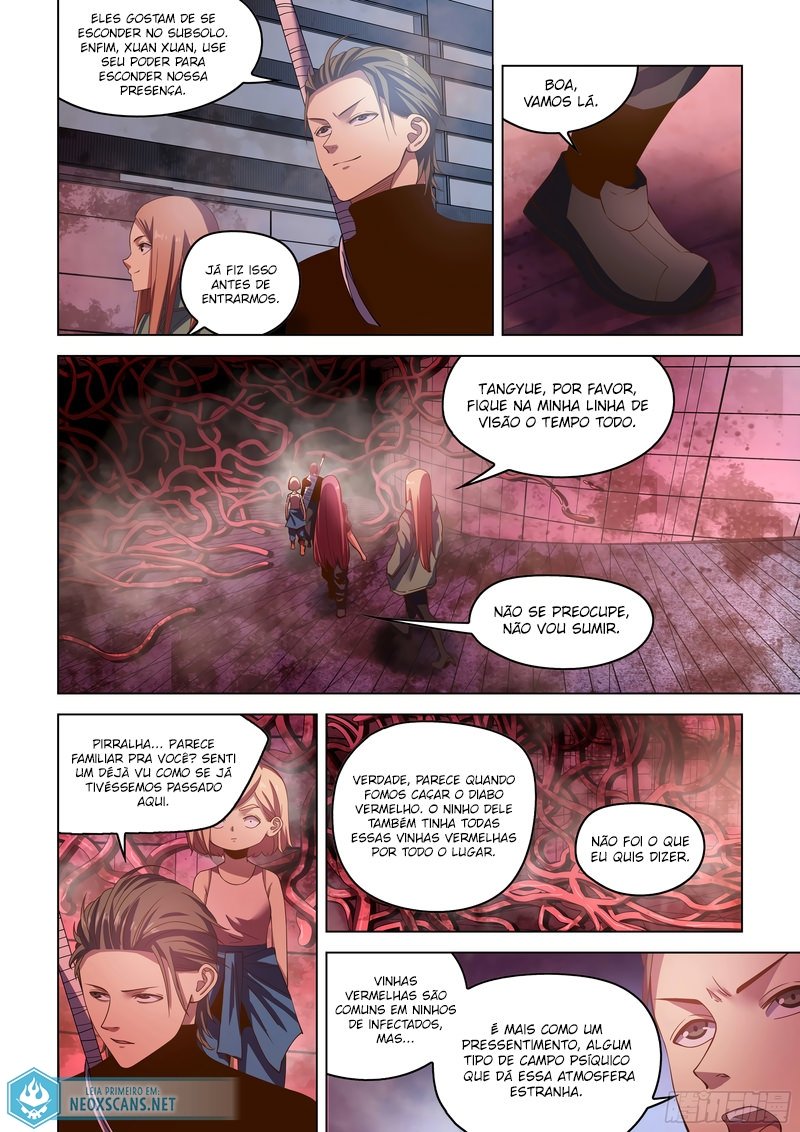 ELES GOSTAM DE SE
ESCONDER NO SUBSOLO.
ENFIM, XUAN XUAN, USE
SEU PODER PARA
ESCONDER NOSSA
PRESENÇA.
JÁ FIZ ISSO
ANTES DE
ENTRARMOS.
BOA,
VAMOS LÁ.
TANGYUE, POR FAVOR,
FIQUE NA MINHA LINHA DE
VISÃO O TEMPO TODO.
NÃO SE PREOCUPE,
NÃO VOU SUMIR.
PIRRALHA... PARECE
FAMILIAR PRA VOCÊ? SENTI
UM DÉJÀ VU COMO SE JÁ
TIVÉSSEMOS PASSADO
AQUI.
VERDADE, PARECE QUANDO
FOMOS CAÇAR O DIABO
VERMELHO. O NINHO DELE
TAMBÉM TINHA TODAS
ESSAS VINHAS VERMELHAS
POR TODO O LUGAR.
NÃO FOI O QUE
EU QUIS DIZER.
VINHAS
VERMELHAS SÃO
COMUNS EM NINHOS
DE INFECTADOS,
MAS...
É MAIS COMO UM
PRESSENTIMENTO, ALGUM
TIPO DE CAMPO PSÍQUICO
QUE DÁ ESSA ATMOSFERA
ESTRANHA.
LEIA PRIMEIRO EM:
NEOXSCANS.NET
腾讯动漫